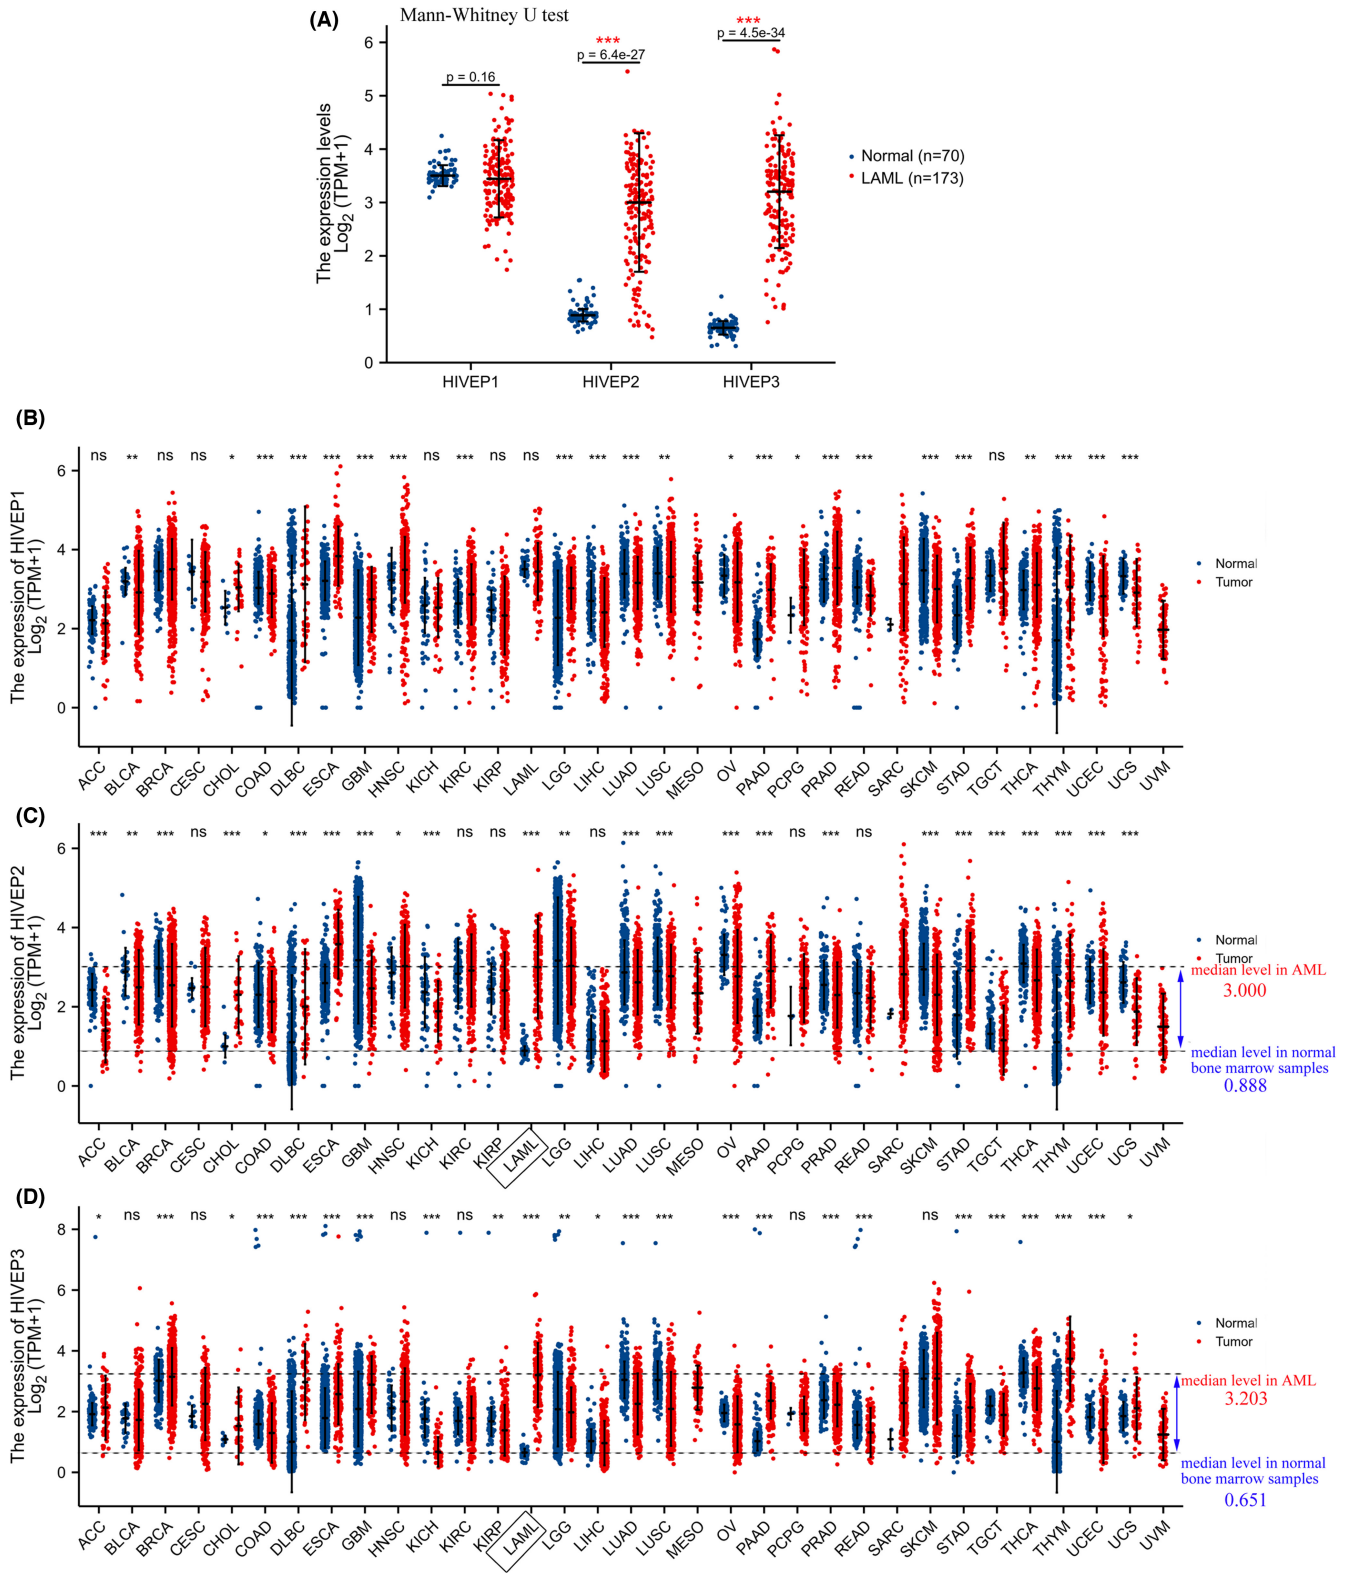 (A)
Mann-Whitney U test
***
p = 4.5e-34
***
p = 6.4e-27
p = 0.16
The expression levels
Log2 (TPM+1)
6
5
4
3
2
1
0
Normal (n=70)
LAML (n=173)
HIVEP1 HIVEP2 HIVEP3
(B)
ns ** ns ns * *** *** *** *** *** ns *** ns ns *** *** *** ** * *** * *** *** *** *** ns ** *** *** ***
The expression of HIVEP1
Log2 (TPM+1)
6
4
2
0
Normal
Tumor
ACC BLCA BRCA CESC CHOL COAD DLBC ESCA GBM HNSC KICH KIRC KIRP LAML LGG LIHC LUAD LUSC MESO OV PAAD PCPG PRAD READ SARC SKCM STAD TGCT THCA THYM UCEC UCS UVM
(C)
*** ** *** ns *** * *** *** *** * *** ns ns *** ** ns *** *** *** *** ns *** ns *** *** *** *** *** *** ***
The expression of HIVEP2
Log2 (TPM+1)
6
4
2
0
Normal
Tumor
median level in AML
3.000
median level in normal
bone marrow samples
0.888
ACC BLCA BRCA CESC CHOL COAD DLBC ESCA GBM HNSC KICH KIRC KIRP LAML LGG LIHC LUAD LUSC MESO OV PAAD PCPG PRAD READ SARC SKCM STAD TGCT THCA THYM UCEC UCS UVM
(D)
* ns *** ns * *** *** *** *** ns *** ns ** *** ** * *** *** *** *** ns *** *** ns *** *** *** *** *** *
The expression of HIVEP3
Log2 (TPM+1)
8
6
4
2
0
Normal
Tumor
median level in AML
3.203
median level in normal
bone marrow samples
0.651
ACC BLCA BRCA CESC CHOL COAD DLBC ESCA GBM HNSC KICH KIRC KIRP LAML LGG LIHC LUAD LUSC MESO OV PAAD PCPG PRAD READ SARC SKCM STAD TGCT THCA THYM UCEC UCS UVM